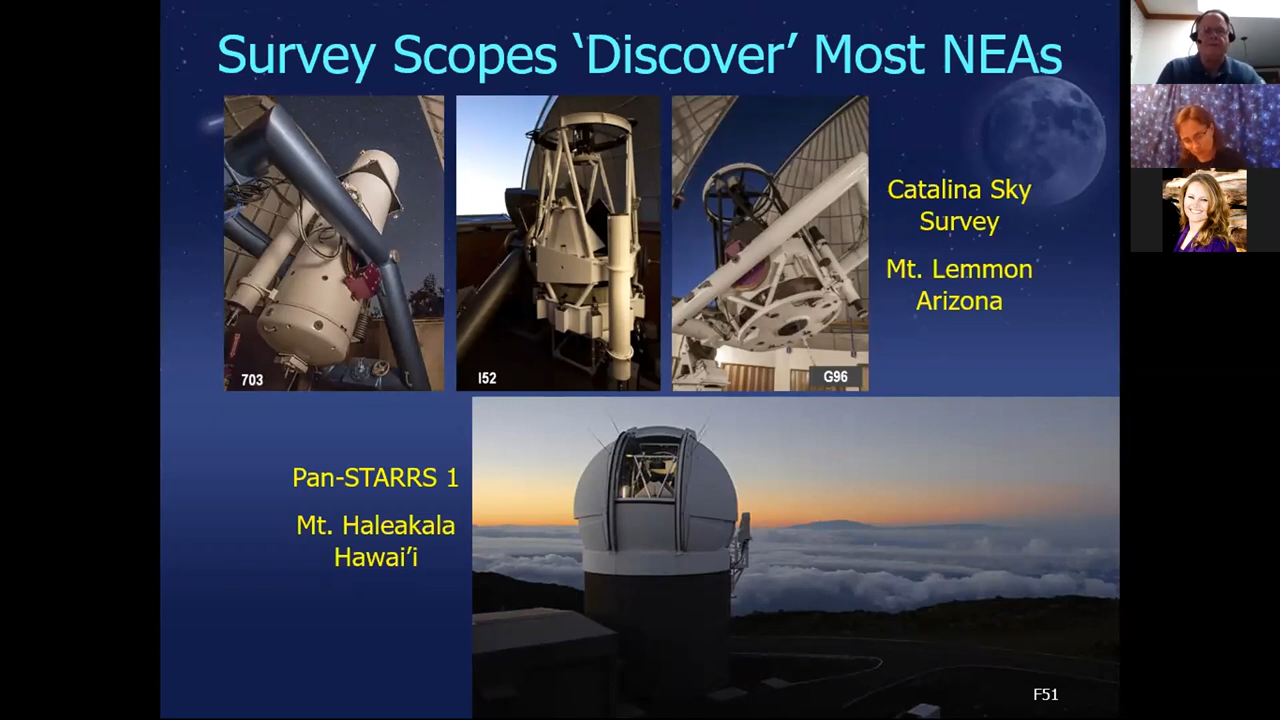 Survey Scopes ‘Discover’ Most NEAs
703
I52
G96
Catalina Sky
Survey
Mt. Lemmon
Arizona
Pan-STARRS 1
Mt. Haleakala
Hawai’i
F51